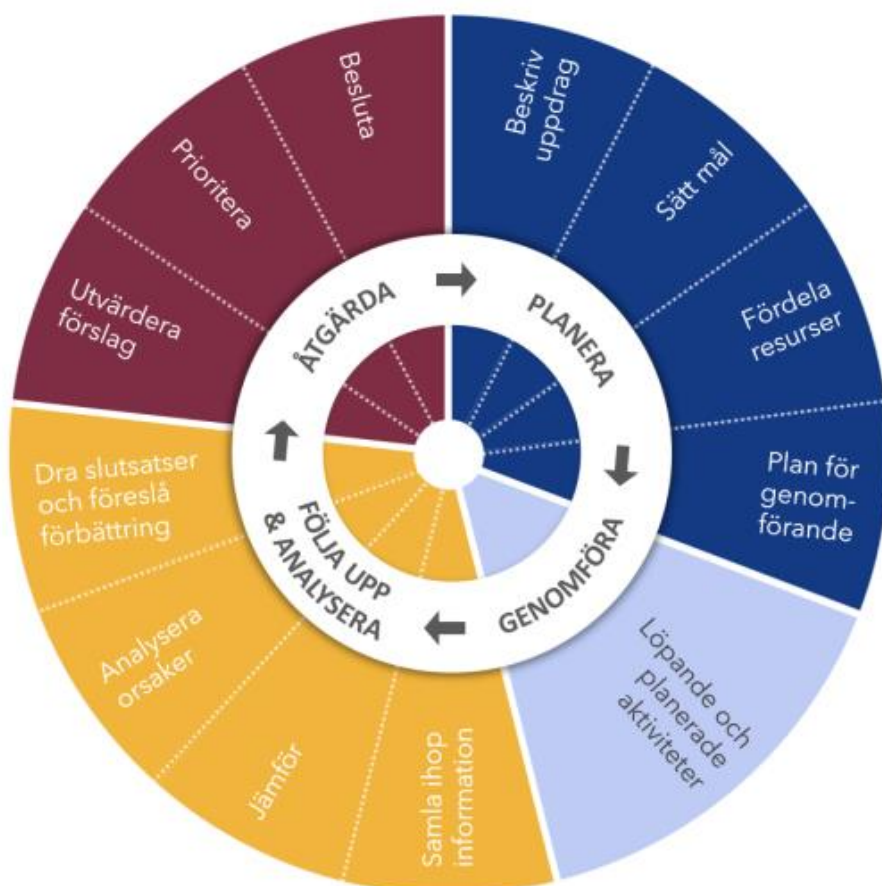 Beskriv
uppdrag
Sätt mål
Fördela
resurser
Plan för
genom-
förande
Löpande och
planerade
aktiviteter
Samla ihop
information
Jämför
Analysera
orsaker
Dra slutsatser
och föreslå
förbättring
Utvärdera
förslag
Prioritera
Besluta
PLANERA
GENOMFÖRA
FÖLJA UPP
& ANALYSERA
ÅTGÄRDA